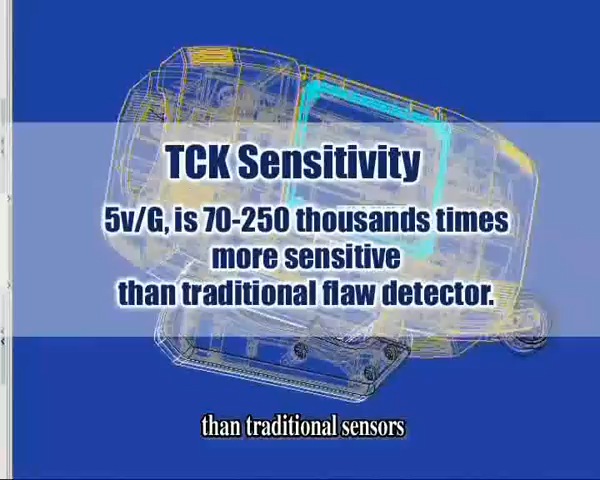 TCK Sensitivity
5v/G, is 70-250 thousands times
more sensitive
than traditional flaw detector.
than traditional sensors